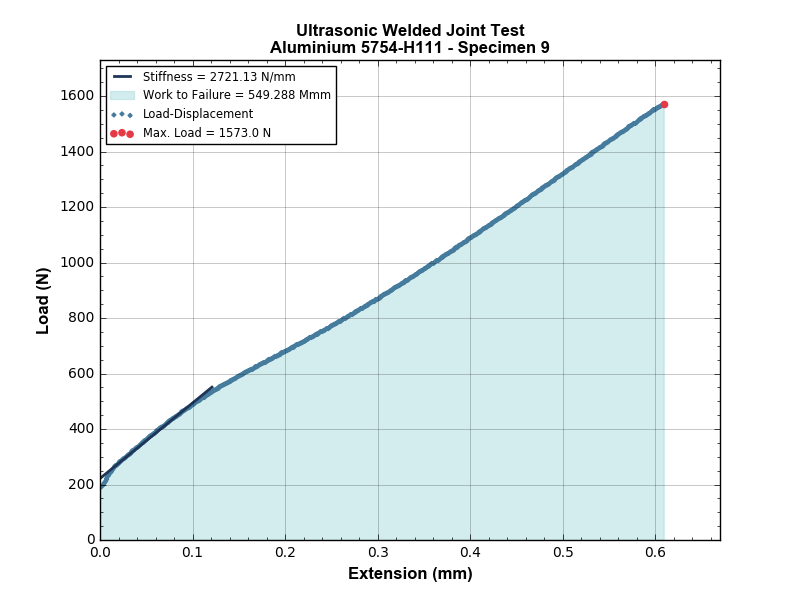 Ultrasonic Welded Joint Test
Aluminium 5754-H111 - Specimen 9
Stiffness = 2721.13 N/mm
Work to Failure = 549.288 Mmm
Load-Displacement
Max. Load = 1573.0 N
1600
1400
1200
1000
800
600
400
200
0
Load (N)
0.0 0.1 0.2 0.3 0.4 0.5 0.6
Extension (mm)